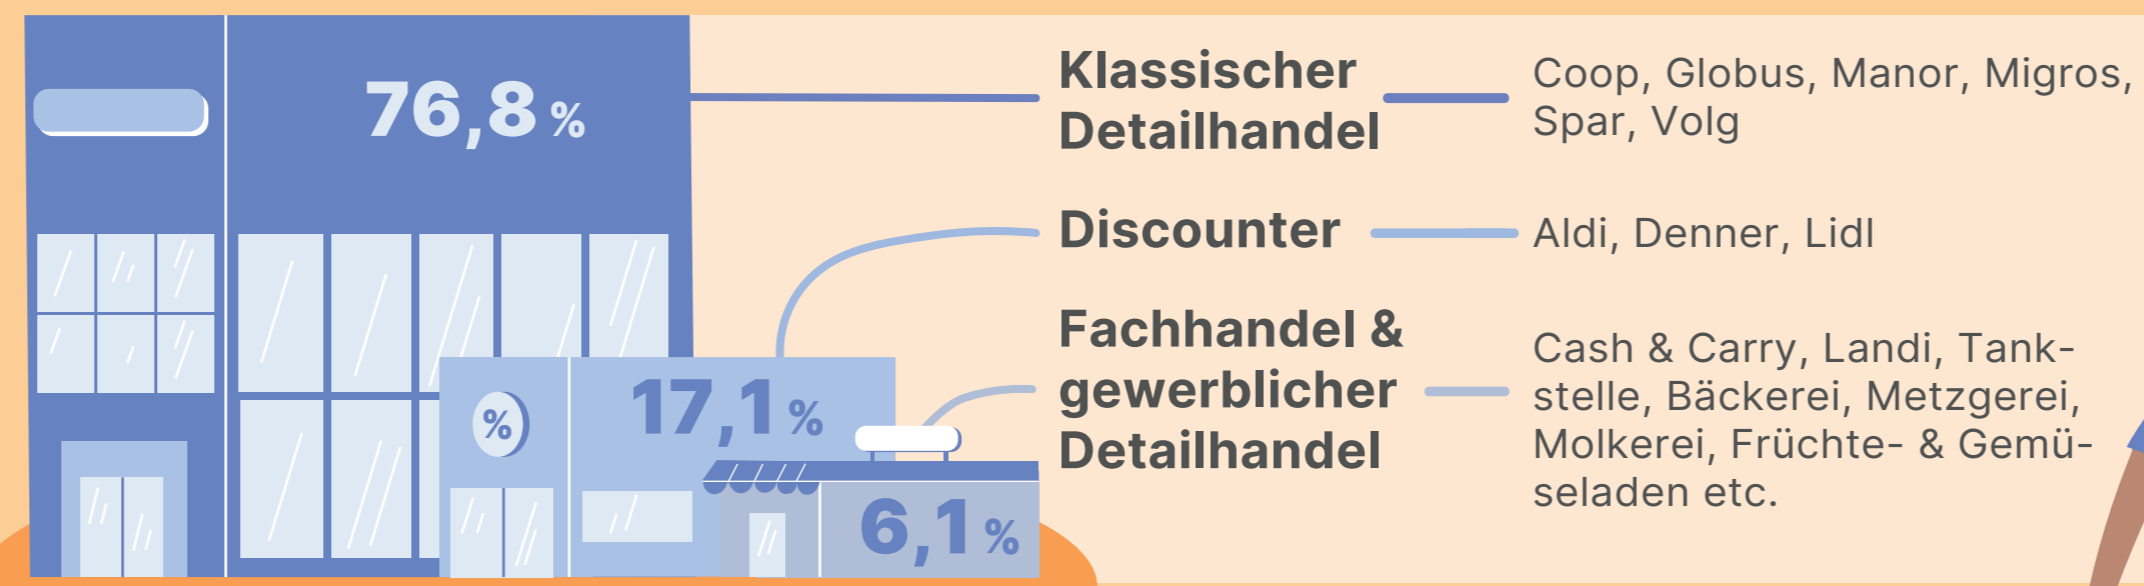 76,8 %
Klassischer
Detailhandel
Coop, Globus, Manor, Migros,
Spar, Volg
Discounter
Aldi, Denner, Lidl
17,1 %
%
Fachhandel &
gewerblicher
Detailhandel
Cash & Carry, Landi, Tank-
stelle, Bäckerei, Metzgerei,
Molkerei, Früchte- & Gemü-
seladen etc.
6,1 %